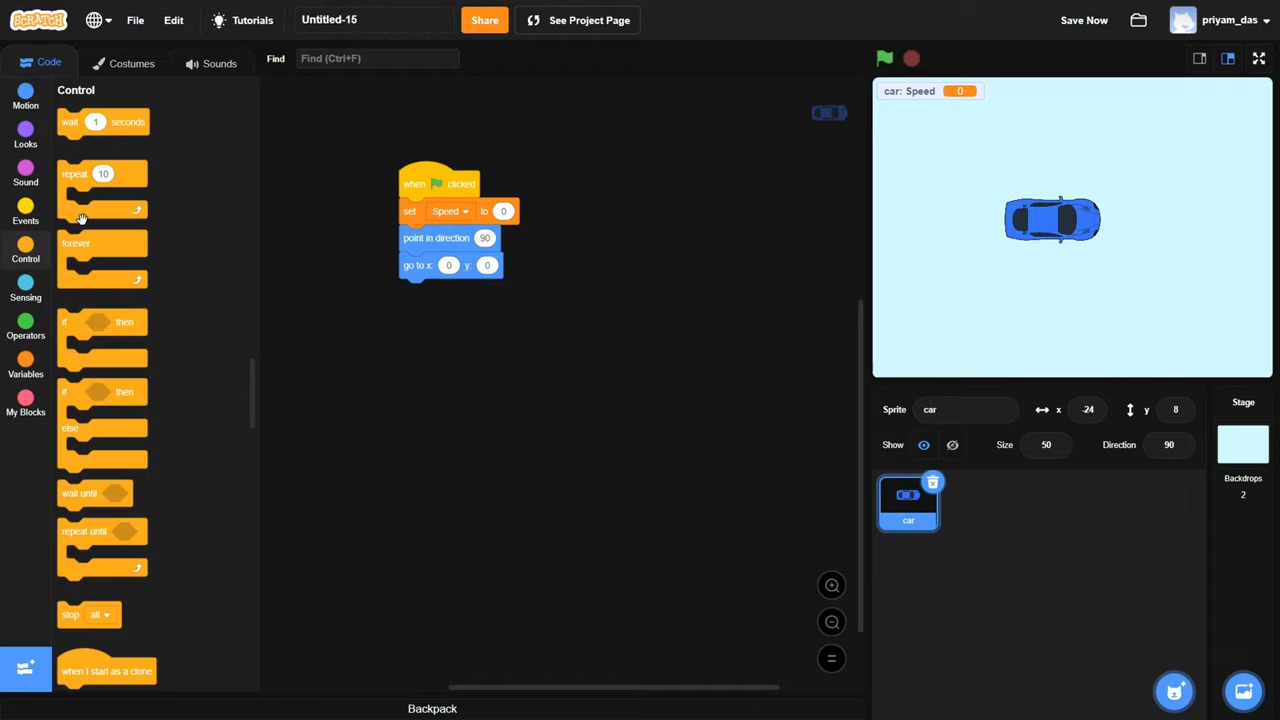 SCRATCH File Edit Tutorials Untitled-15 Share See Project Page Save Now priyam_das
Code Costumes Sounds Find Find (Ctrl+F)
Motion
Looks
Sound
Events
Control
Sensing
Operators
Variables
My Blocks
Control
wait 1 seconds
repeat 10
forever
if then
if then
else
wait until
repeat until
stop all
when I start as a clone
when clicked
set Speed to 0
point in direction 90
go to x: 0 y: 0
car: Speed 0
Sprite car x -24 y 8
Show Size 50 Direction 90
car
Stage
Backdrops
2
Backpack